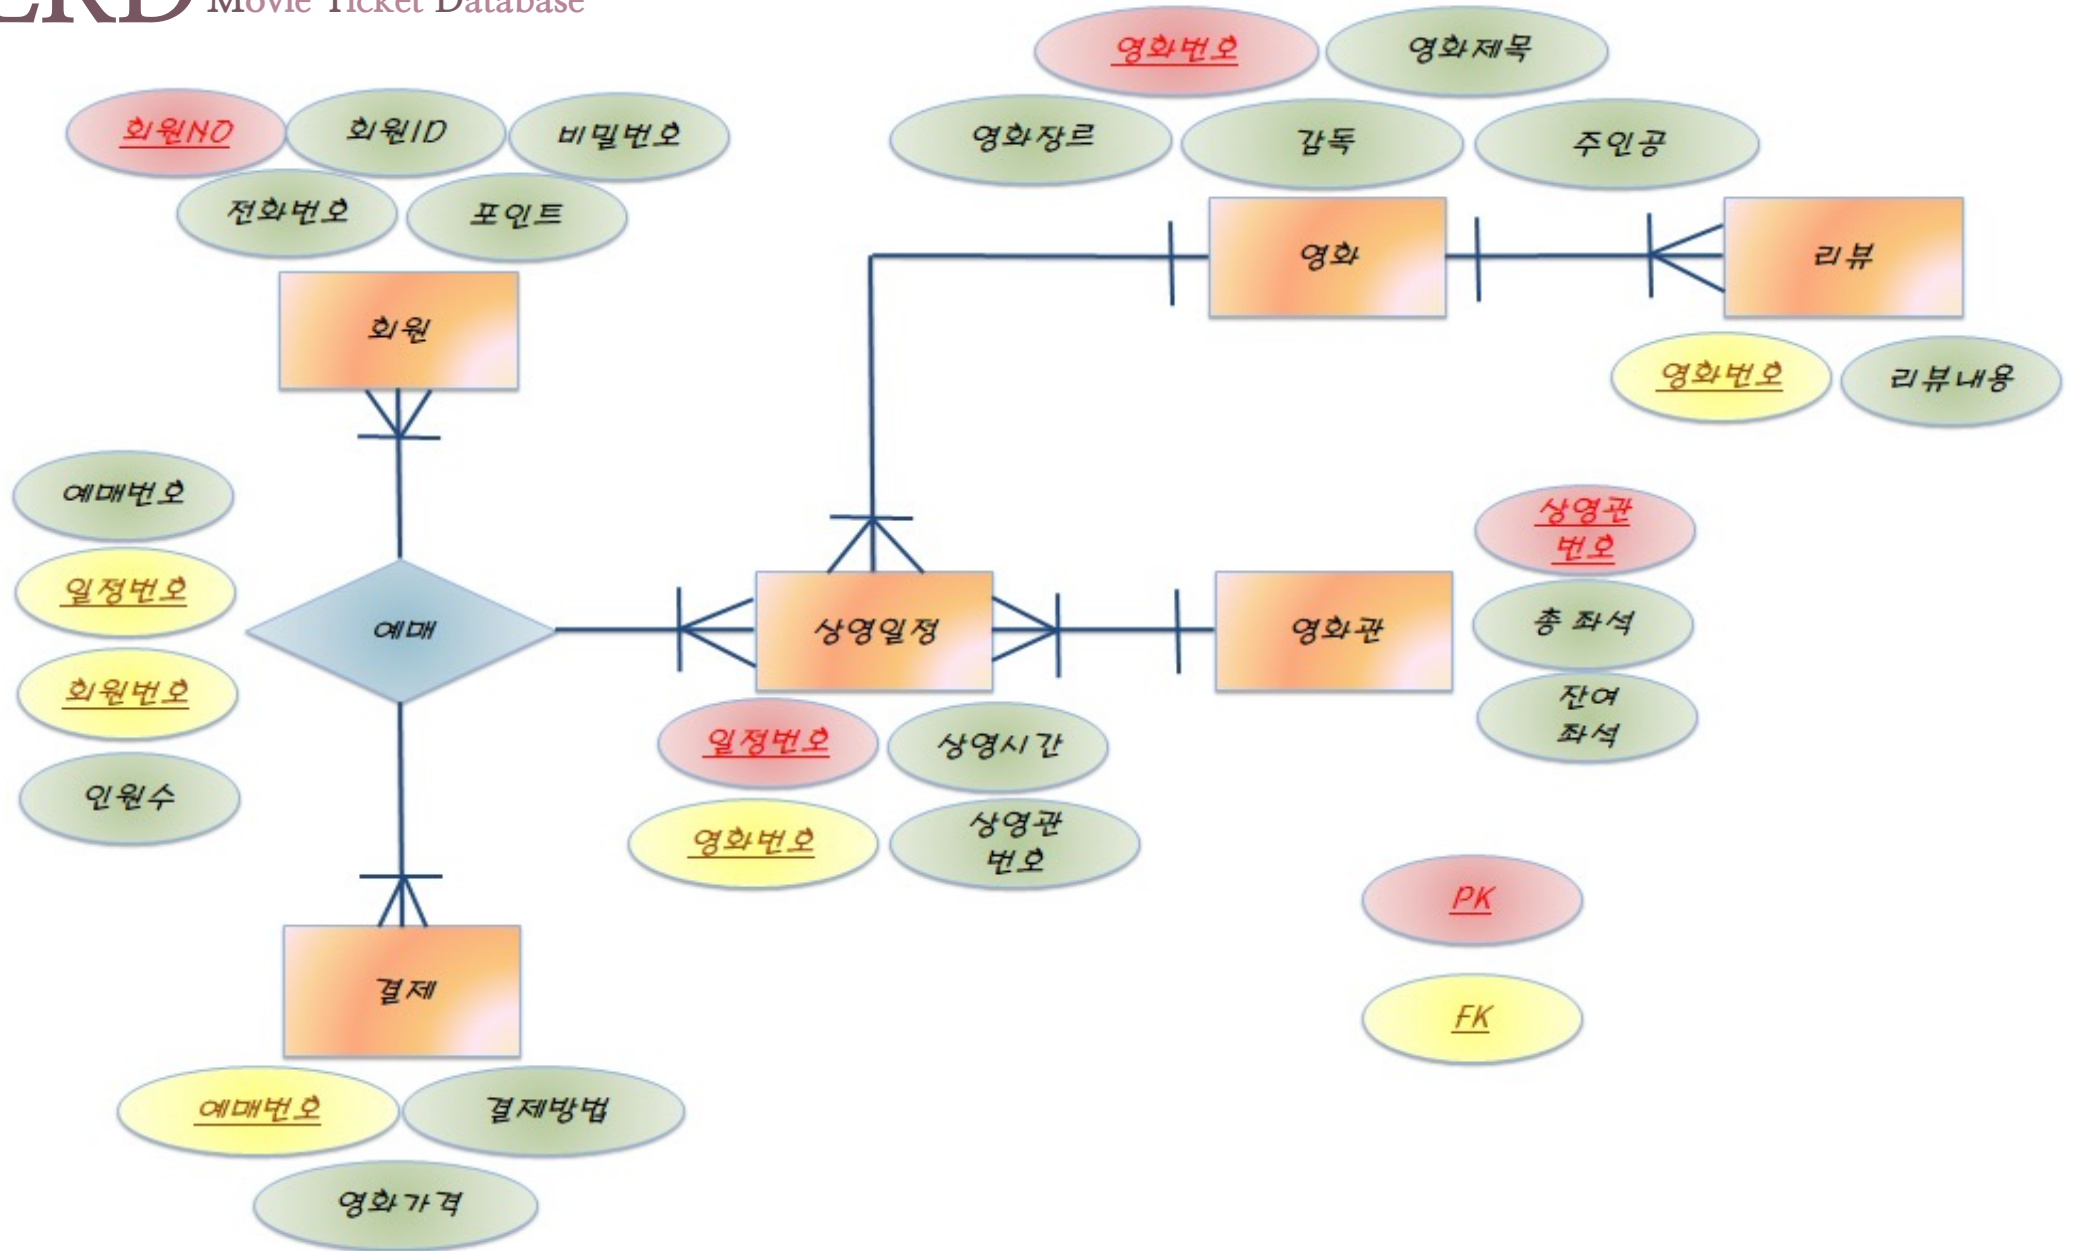 ERD Movie Ticket Database
영화번호
영화제목
영화장르
감독
주인공
회원NO
회원ID
비밀번호
전화번호
포인트
회원
영화
리뷰
영화번호
리뷰내용
예매번호
일정번호
회원번호
인원수
예매
상영일정
영화관
상영관
번호
총 좌석
잔여
좌석
일정번호
상영시간
영화번호
상영관
번호
결제
예매번호
결제방법
영화가격
PK
FK